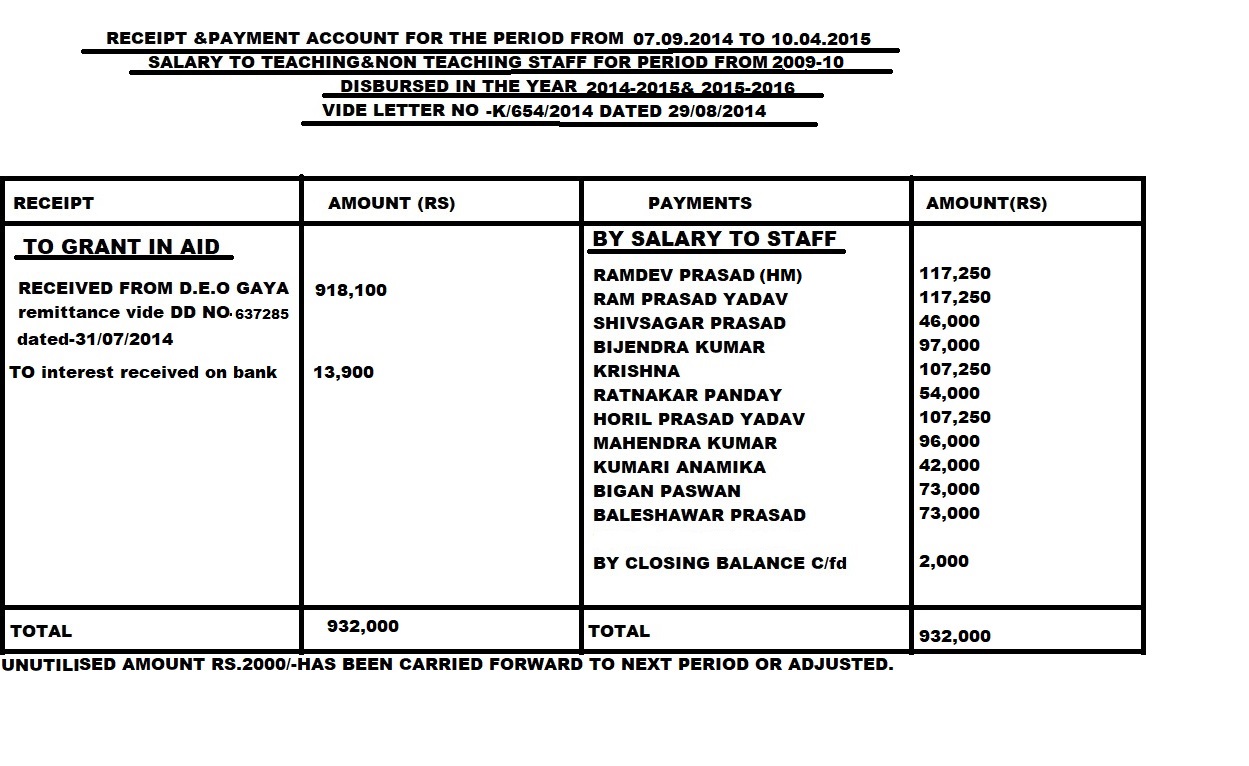 RECEIPT &PAYMENT ACCOUNT FOR THE PERIOD FROM 07.09.2014 TO 10.04.2015
SALARY TO TEACHING&NON TEACHING STAFF FOR PERIOD FROM 2009-10
DISBURSED IN THE YEAR 2014-2015& 2015-2016
VIDE LETTER NO -K/654/2014 DATED 29/08/2014
RECEIPT AMOUNT (RS) PAYMENTS AMOUNT(RS)
TO GRANT IN AID BY SALARY TO STAFF
RAMDEV PRASAD (HM) 117,250
RECEIVED FROM D.E.O GAYA 918,100 RAM PRASAD YADAV 117,250
remittance vide DD NO.637285 SHIVSAGAR PRASAD 46,000
dated-31/07/2014 BIJENDRA KUMAR 97,000
TO interest received on bank 13,900 KRISHNA 107,250
RATNAKAR PANDAY 54,000
HORIL PRASAD YADAV 107,250
MAHENDRA KUMAR 96,000
KUMARI ANAMIKA 42,000
BIGAN PASWAN 73,000
BALESHAWAR PRASAD 73,000
BY CLOSING BALANCE C/fd 2,000
TOTAL 932,000 TOTAL 932,000
UNUTILISED AMOUNT RS.2000/-HAS BEEN CARRIED FORWARD TO NEXT PERIOD OR ADJUSTED.